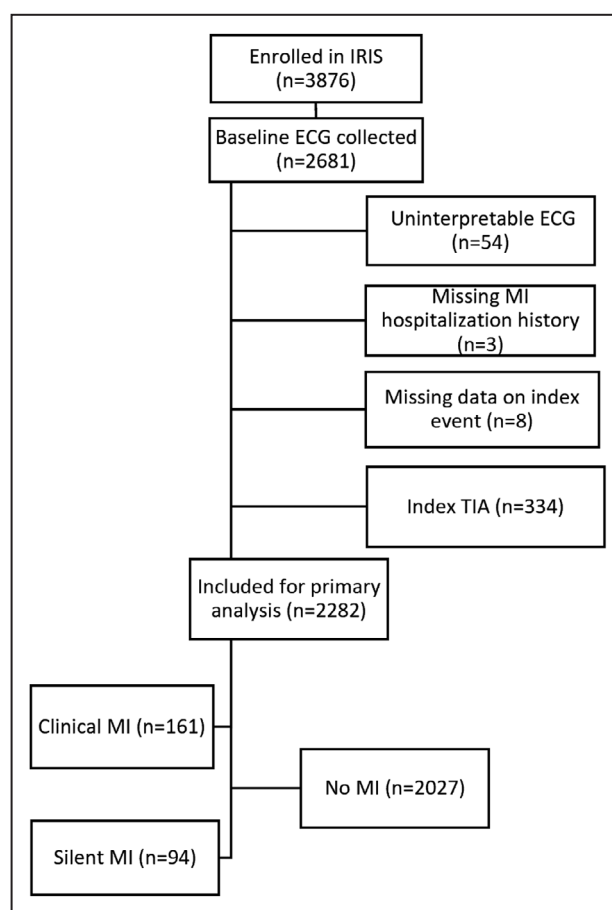 Enrolled in IRIS
(n=3876)
Baseline ECG collected
(n=2681)
Uninterpretable ECG
(n=54)
Missing MI
hospitalization history
(n=3)
Missing data on index
event (n=8)
Index TIA (n=334)
Included for primary
analysis (n=2282)
Clinical MI (n=161)
No MI (n=2027)
Silent MI (n=94)